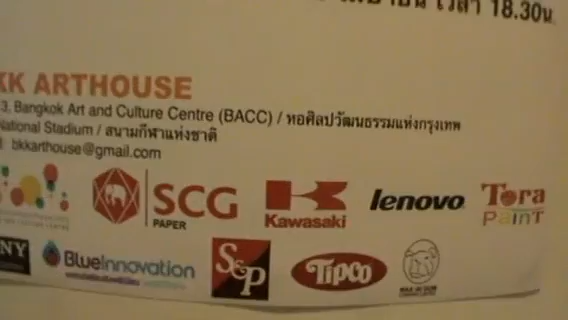 เวลา 18.30น.
KK ARTHOUSE
3, Bangkok Art and Culture Centre (BACC) / หอศิลปวัฒนธรรมแห่งกรุงเทพ
National Stadium / สนามกีฬาแห่งชาติ
bkkarthouse@gmail.com
SCG
PAPER
Kawasaki
lenovo
Tora
paint
NY
BlueInnovation
S&P
Tipco